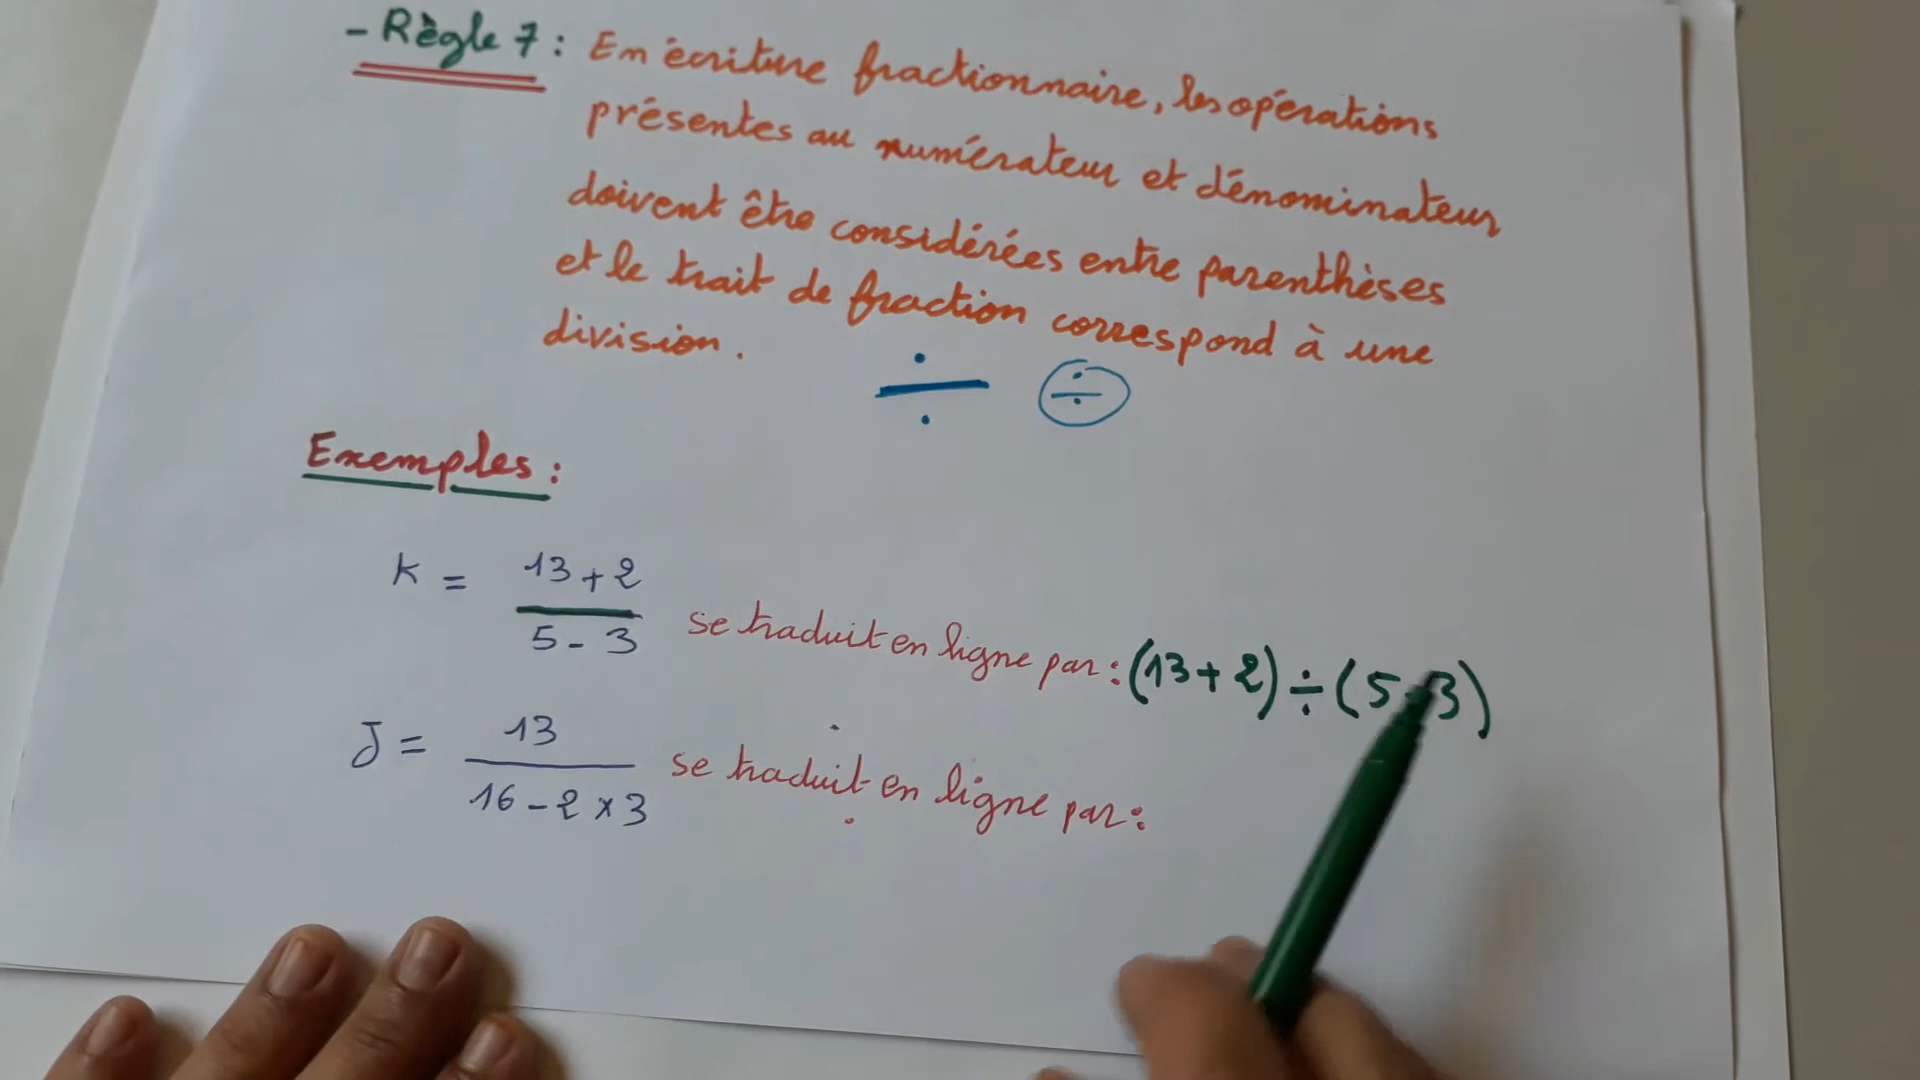 - Règle 7 : En écriture fractionnaire, les opérations
présentes au numérateur et dénominateur
doivent être considérées entre parenthèses
et le trait de fraction correspond à une
division.
÷ ÷
Exemples :
K = 13 + 2
5 - 3
se traduit en ligne par : (13 + 2) ÷ (5 - 3)
J = 13
16 - 2 × 3
se traduit en ligne par :